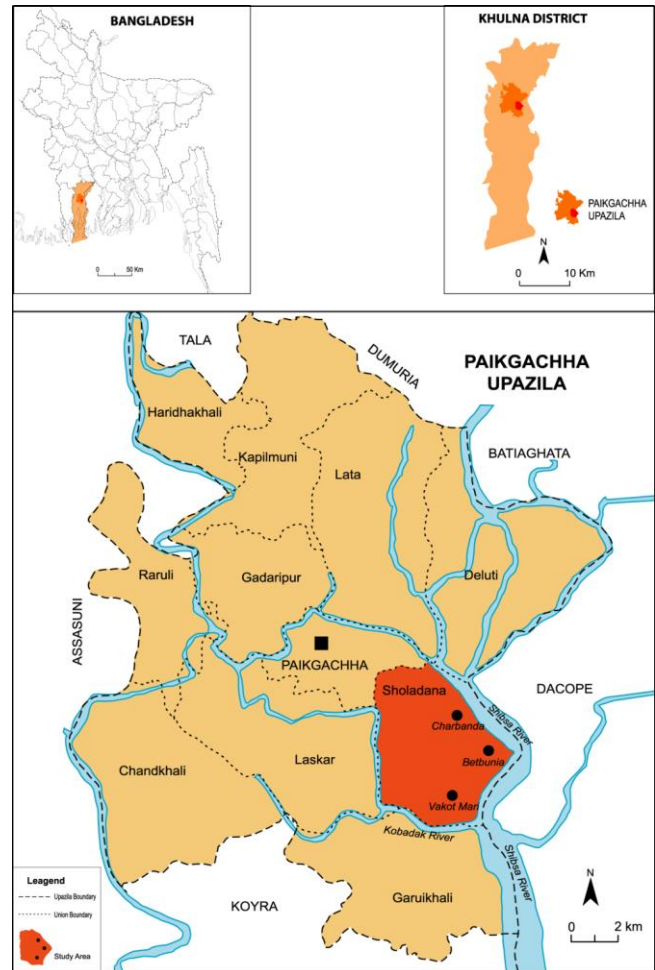 BANGLADESH
0 50 Km
KHULNA DISTRICT
PAIKGACHHA
UPAZILA
N
0 10 Km
PAIKGACHHA
UPAZILA
TALA
DUMURIA
Haridhakhali
BATIAGHATA
Kapilmuni
Lata
Raruli
Gadaripur
Deluti
ASSASUNI
PAIKGACHHA
Sholadana
DACOPE
Shibsa River
Charbanda
Betbunia
Chandkhali
Laskar
Vakot Mari
Kobadak River
Shibsa River
Leagend
Upazila Boundary
Union Boundary
Study Area
KOYRA
Garuikhali
N
0 2 km